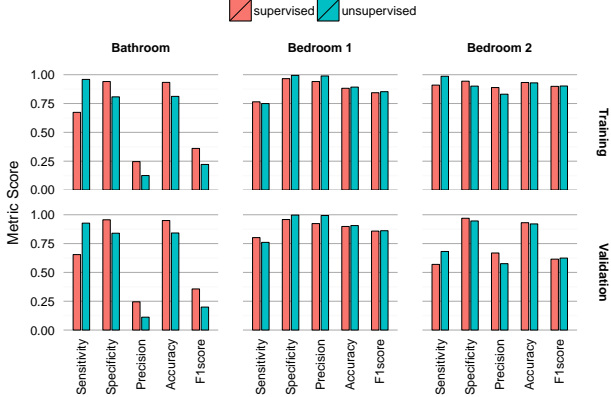 supervised unsupervised
Bathroom Bedroom 1 Bedroom 2
Metric Score
1.00
0.75
0.50
0.25
0.00
Training
1.00
0.75
0.50
0.25
0.00
Validation
Sensitivity Specificity Precision Accuracy F1score Sensitivity Specificity Precision Accuracy F1score Sensitivity Specificity Precision Accuracy F1score